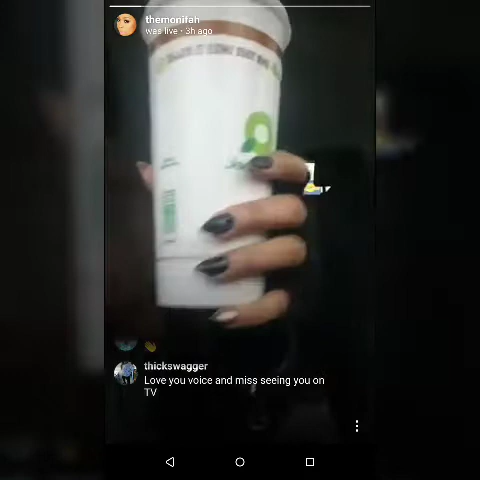 themonifah
was live • 3h ago
thickswagger
Love you voice and miss seeing you on
TV